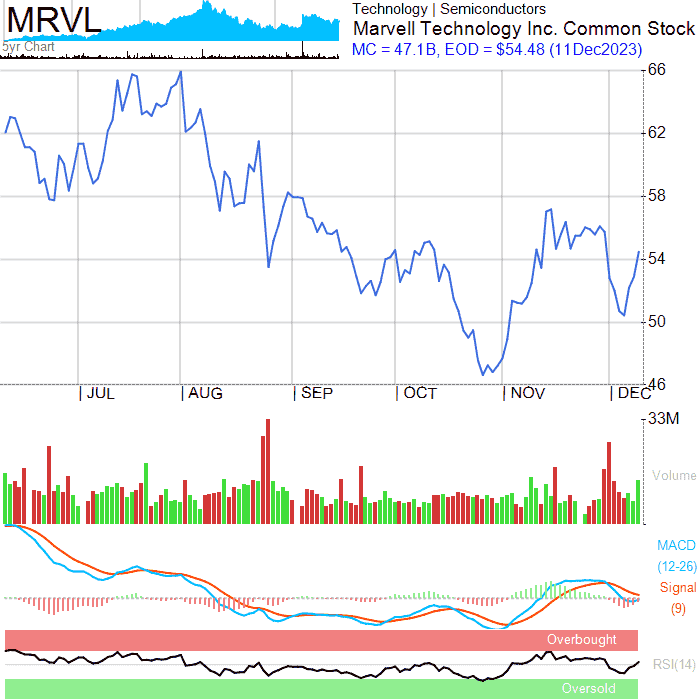 MRVL
5yr Chart
Technology | Semiconductors
Marvell Technology Inc. Common Stock
MC = 47.1B, EOD = $54.48 (11Dec2023)
66
62
58
54
50
46
JUL
AUG
SEP
OCT
NOV
DEC
33M
Volume
MACD
(12-26)
Signal
(9)
Overbought
RSI(14)
Oversold